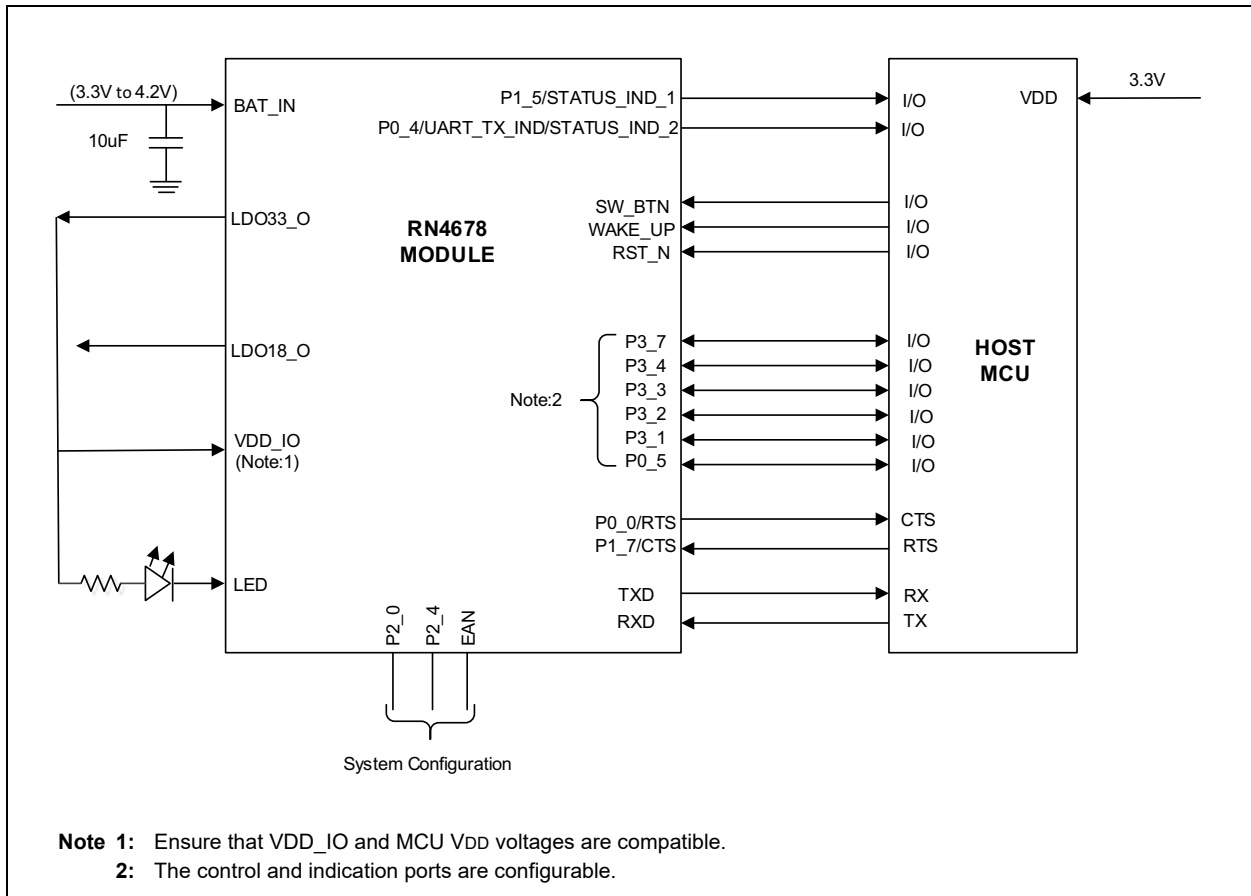 (3.3V to 4.2V)
BAT_IN
10uF
LDO33_O
LDO18_O
VDD_IO
(Note:1)
LED
RN4678
MODULE
P1_5/STATUS_IND_1
P0_4/UART_TX_IND/STATUS_IND_2
SW_BTN
WAKE_UP
RST_N
Note:2
P3_7
P3_4
P3_3
P3_2
P3_1
P0_5
P0_0/RTS
P1_7/CTS
TXD
RXD
P2_0
P2_4
EAN
System Configuration
I/O
I/O
I/O
I/O
I/O
I/O
I/O
I/O
I/O
I/O
I/O
CTS
RTS
RX
TX
VDD
3.3V
HOST
MCU
Note 1: Ensure that VDD_IO and MCU VDD voltages are compatible.
2: The control and indication ports are configurable.